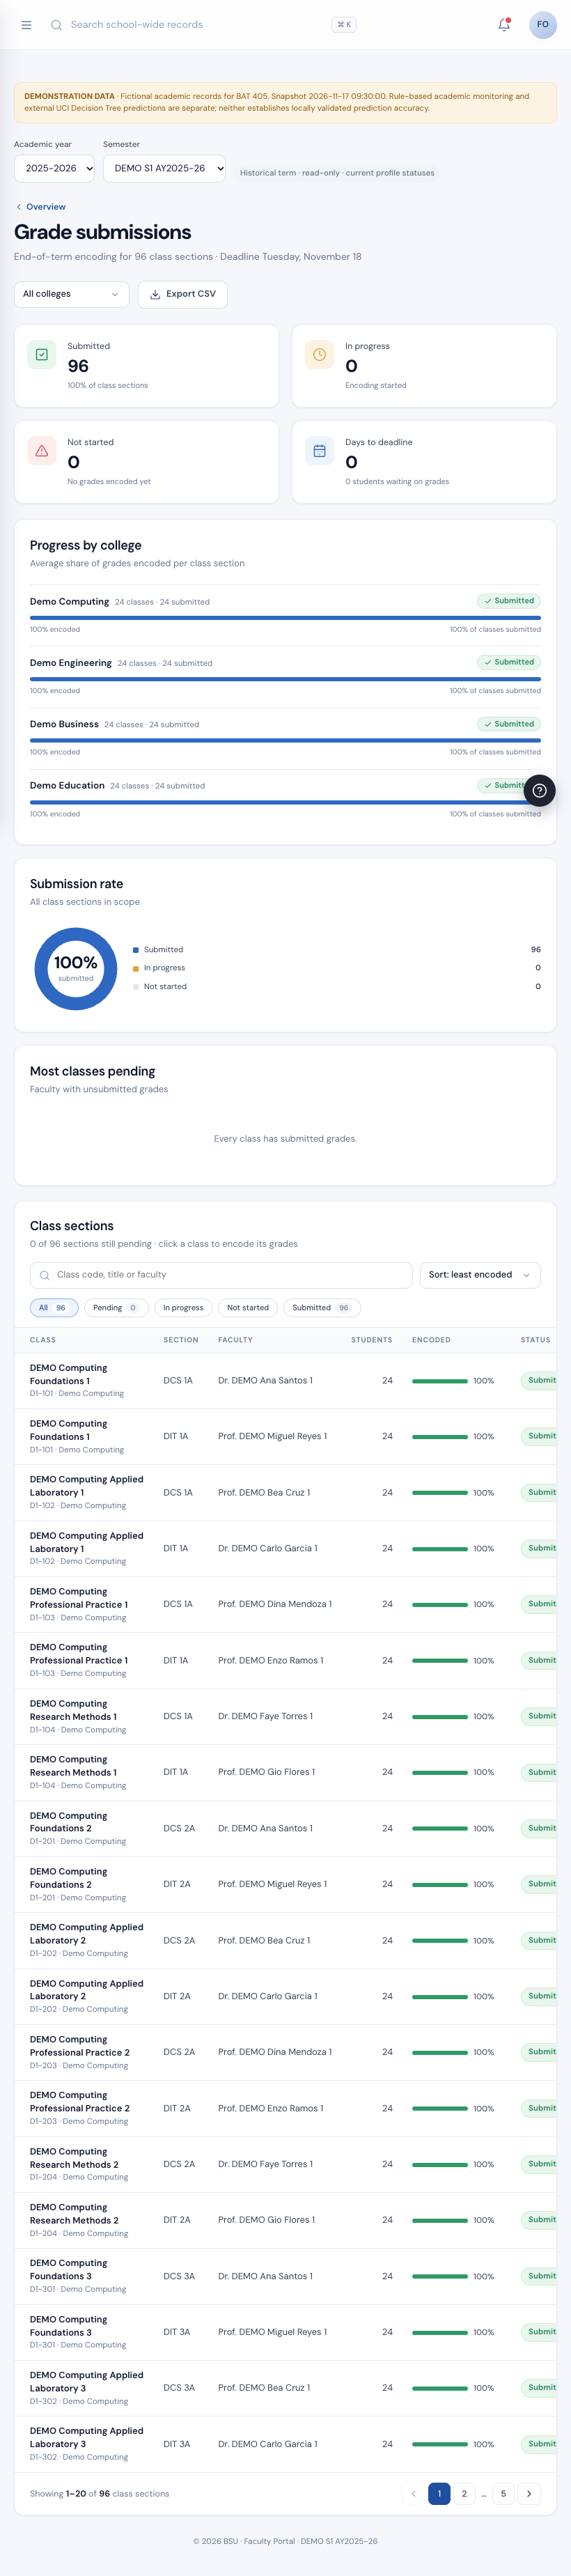 Search school-wide records
⌘ K
FO
DEMONSTRATION DATA · Fictional academic records for BAT 405. Snapshot 2026-11-17 09:30:00. Rule-based academic monitoring and
external UCI Decision Tree predictions are separate; neither establishes locally validated prediction accuracy.
Academic year
Semester
2025-2026
DEMO S1 AY2025-26
Historical term · read-only · current profile statuses
Overview
Grade submissions
End-of-term encoding for 96 class sections · Deadline Tuesday, November 18
All colleges
Export CSV
Submitted
96
100% of class sections
In progress
0
Encoding started
Not started
0
No grades encoded yet
Days to deadline
0
0 students waiting on grades
Progress by college
Average share of grades encoded per class section
Demo Computing 24 classes · 24 submitted
Submitted
100% encoded
100% of classes submitted
Demo Engineering 24 classes · 24 submitted
Submitted
100% encoded
100% of classes submitted
Demo Business 24 classes · 24 submitted
Submitted
100% encoded
100% of classes submitted
Demo Education 24 classes · 24 submitted
Submitt
100% encoded
100% of classes submitted
Submission rate
All class sections in scope
100%
submitted
Submitted 96
In progress 0
Not started 0
Most classes pending
Faculty with unsubmitted grades
Every class has submitted grades.
Class sections
0 of 96 sections still pending · click a class to encode its grades
Class code, title or faculty
Sort: least encoded
All 96
Pending 0
In progress
Not started
Submitted 96
CLASS SECTION FACULTY STUDENTS ENCODED STATUS
DEMO Computing
Foundations 1
D1-101 · Demo Computing
DCS 1A Dr. DEMO Ana Santos 1 24 100% Submit
DEMO Computing
Foundations 1
D1-101 · Demo Computing
DIT 1A Prof. DEMO Miguel Reyes 1 24 100% Submit
DEMO Computing Applied
Laboratory 1
D1-102 · Demo Computing
DCS 1A Prof. DEMO Bea Cruz 1 24 100% Submit
DEMO Computing Applied
Laboratory 1
D1-102 · Demo Computing
DIT 1A Dr. DEMO Carlo Garcia 1 24 100% Submit
DEMO Computing
Professional Practice 1
D1-103 · Demo Computing
DCS 1A Prof. DEMO Dina Mendoza 1 24 100% Submit
DEMO Computing
Professional Practice 1
D1-103 · Demo Computing
DIT 1A Prof. DEMO Enzo Ramos 1 24 100% Submit
DEMO Computing
Research Methods 1
D1-104 · Demo Computing
DCS 1A Dr. DEMO Faye Torres 1 24 100% Submit
DEMO Computing
Research Methods 1
D1-104 · Demo Computing
DIT 1A Prof. DEMO Gio Flores 1 24 100% Submit
DEMO Computing
Foundations 2
D1-201 · Demo Computing
DCS 2A Dr. DEMO Ana Santos 1 24 100% Submit
DEMO Computing
Foundations 2
D1-201 · Demo Computing
DIT 2A Prof. DEMO Miguel Reyes 1 24 100% Submit
DEMO Computing Applied
Laboratory 2
D1-202 · Demo Computing
DCS 2A Prof. DEMO Bea Cruz 1 24 100% Submit
DEMO Computing Applied
Laboratory 2
D1-202 · Demo Computing
DIT 2A Dr. DEMO Carlo Garcia 1 24 100% Submit
DEMO Computing
Professional Practice 2
D1-203 · Demo Computing
DCS 2A Prof. DEMO Dina Mendoza 1 24 100% Submit
DEMO Computing
Professional Practice 2
D1-203 · Demo Computing
DIT 2A Prof. DEMO Enzo Ramos 1 24 100% Submit
DEMO Computing
Research Methods 2
D1-204 · Demo Computing
DCS 2A Dr. DEMO Faye Torres 1 24 100% Submit
DEMO Computing
Research Methods 2
D1-204 · Demo Computing
DIT 2A Prof. DEMO Gio Flores 1 24 100% Submit
DEMO Computing
Foundations 3
D1-301 · Demo Computing
DCS 3A Dr. DEMO Ana Santos 1 24 100% Submit
DEMO Computing
Foundations 3
D1-301 · Demo Computing
DIT 3A Prof. DEMO Miguel Reyes 1 24 100% Submit
DEMO Computing Applied
Laboratory 3
D1-302 · Demo Computing
DCS 3A Prof. DEMO Bea Cruz 1 24 100% Submit
DEMO Computing Applied
Laboratory 3
D1-302 · Demo Computing
DIT 3A Dr. DEMO Carlo Garcia 1 24 100% Submit
Showing 1–20 of 96 class sections
1 2 … 5
© 2026 BSU · Faculty Portal · DEMO S1 AY2025-26